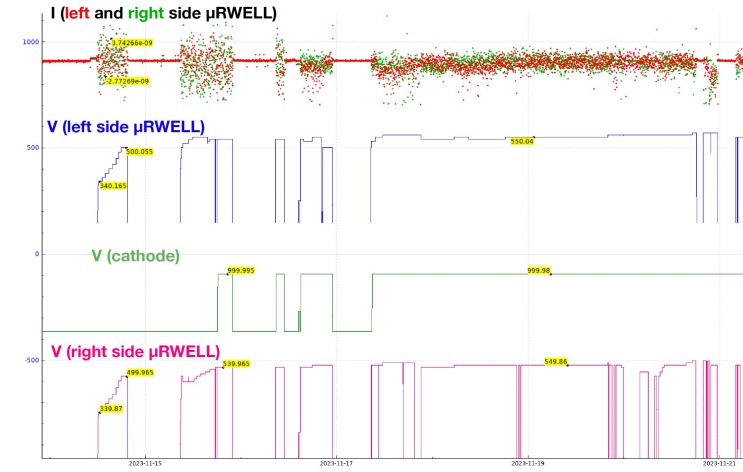 I (left and right side µRWELL)
1000
3.74266e-09
-2.77269e-09
V (left side µRWELL)
500
500.055
550.04
340.165
0
V (cathode)
999.995
999.98
V (right side µRWELL)
-500
499.965
539.965
549.86
339.87
2023-11-15
2023-11-17
2023-11-19
2023-11-21